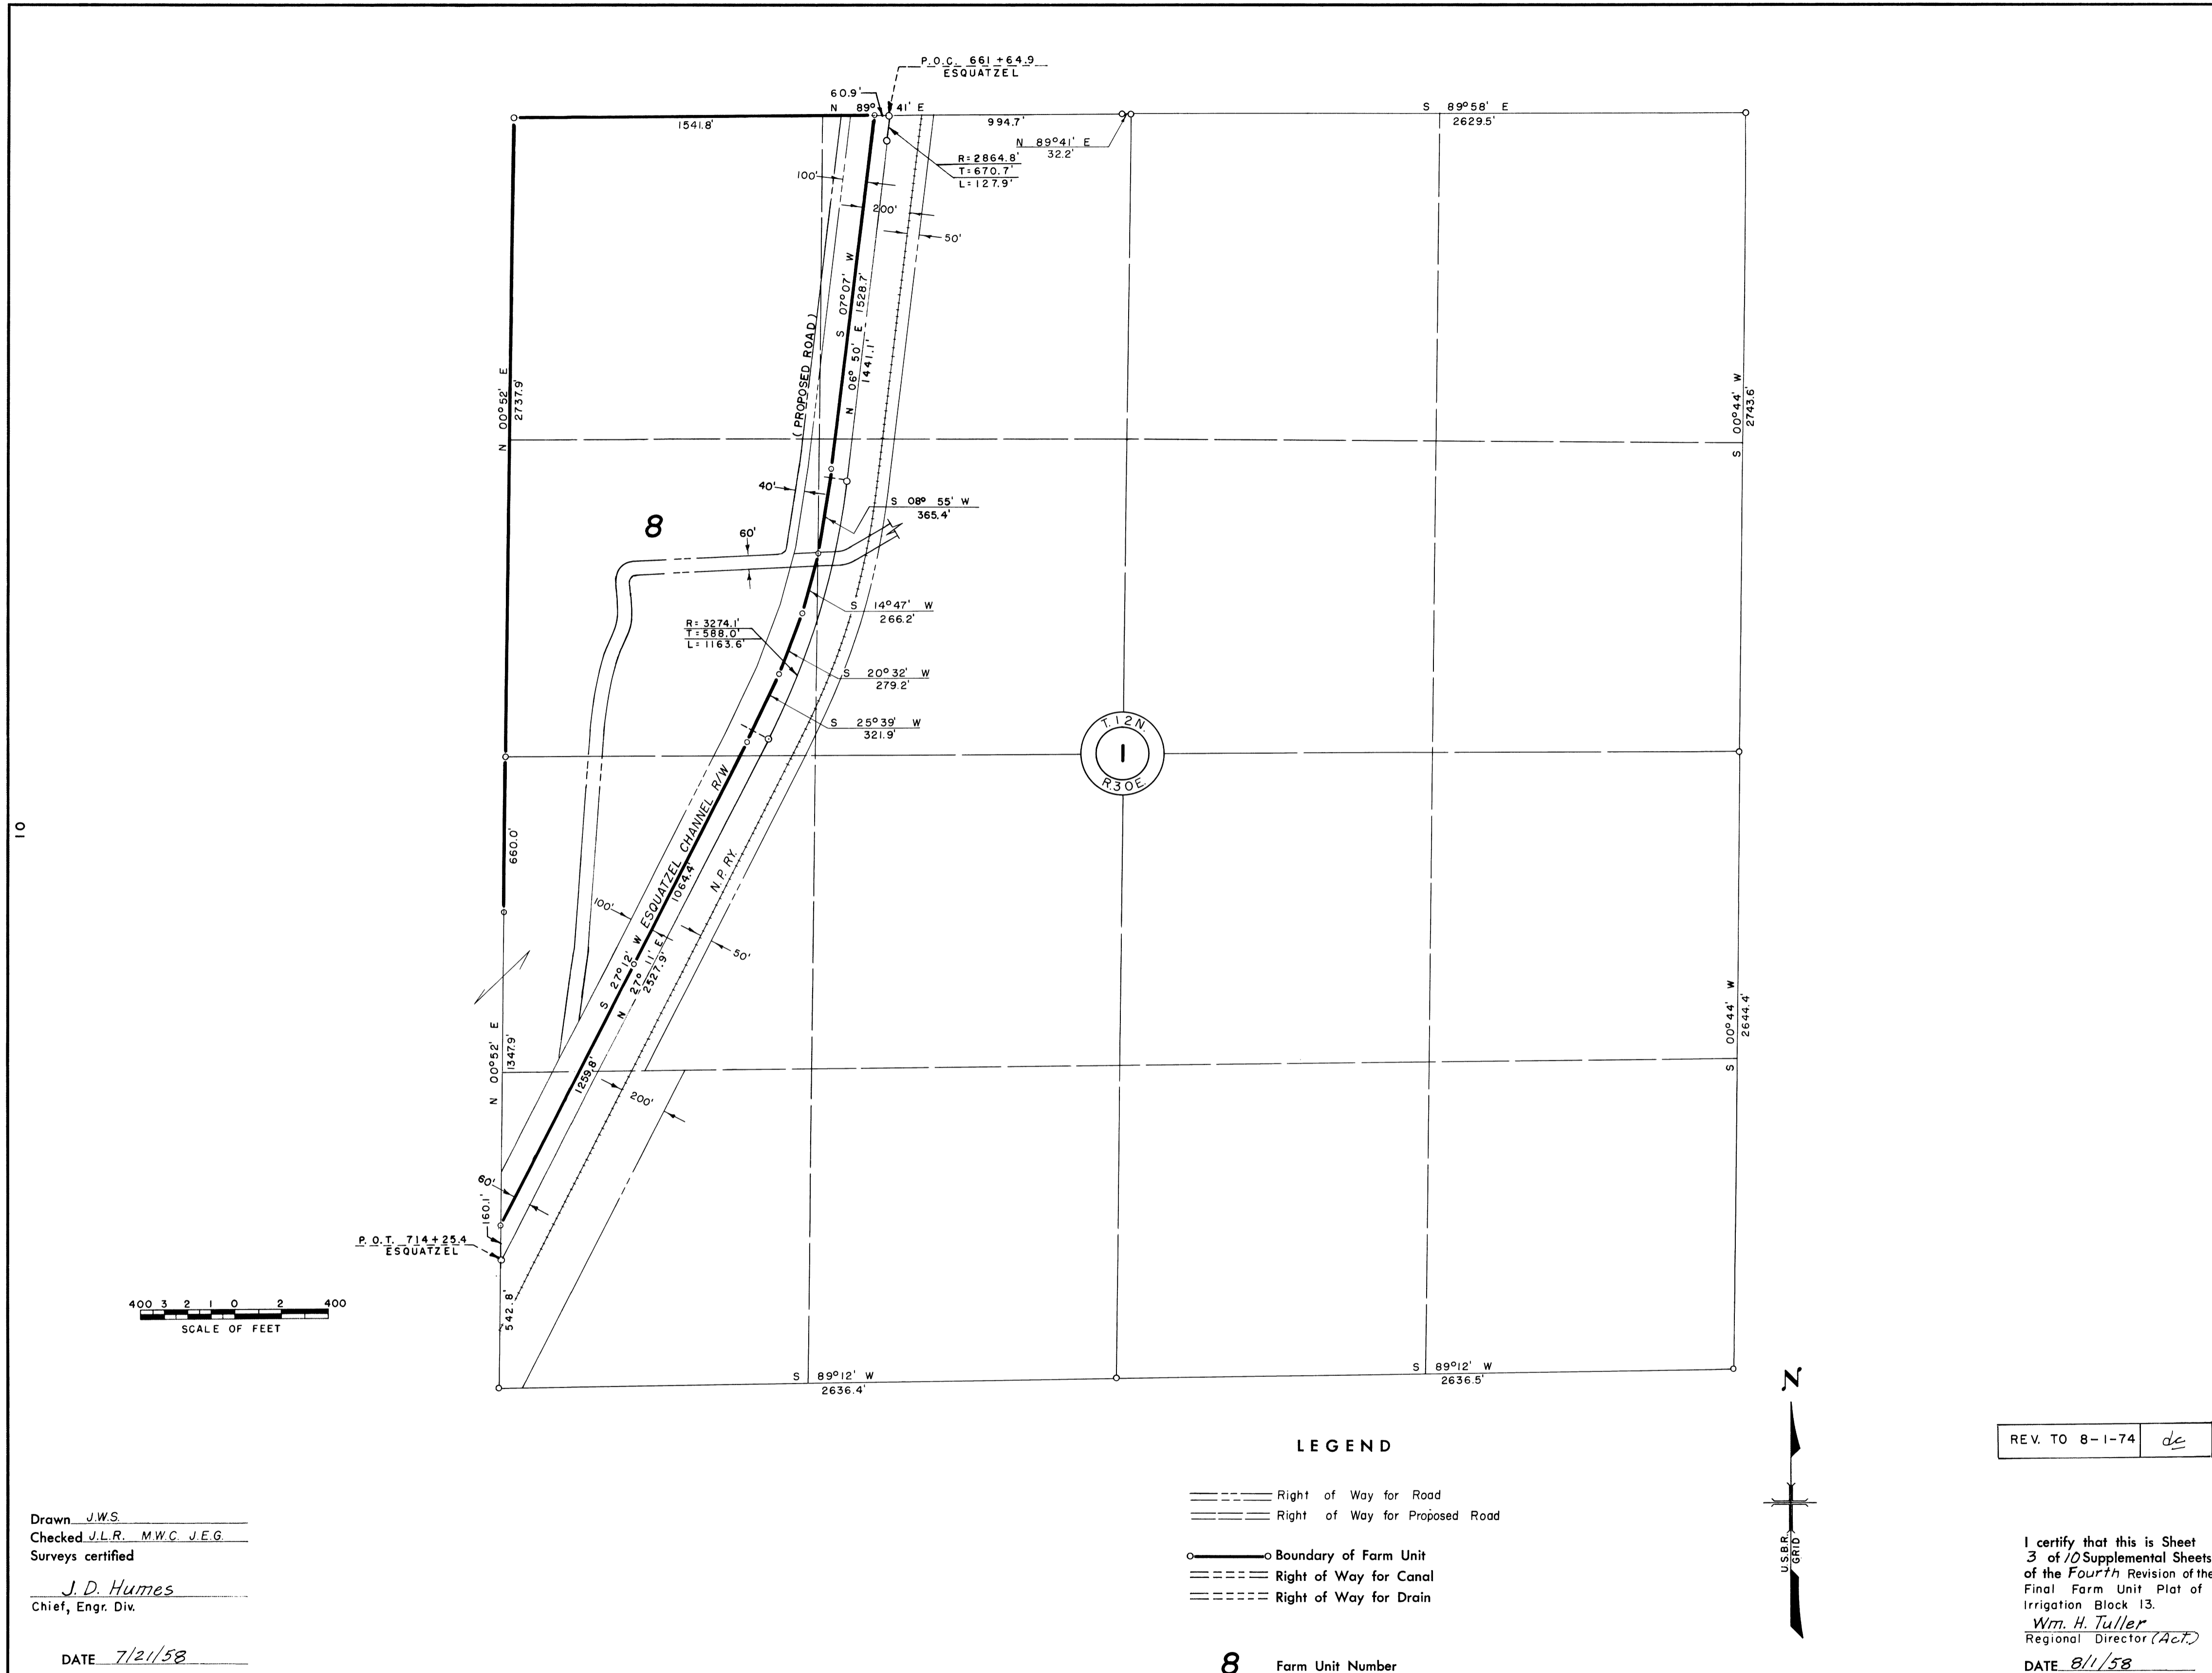 P.O.C. 661+64.9
ESQUATZEL
60.9'
N 89° 41' E
1541.8'
994.7'
S 89°58' E
2629.5'
N 89°41' E
32.2'
R=2864.8'
T=670.7'
L=127.9'
100'
200'
50'
S 07°07' W
1528.7'
N 06° 50' E
1441.1'
(PROPOSED ROAD)
N 00°52' E
2737.9'
S 00°44' W
2743.6'
40'
S 08° 55' W
365.4'
8
60'
S 14°47' W
266.2'
R=3274.1'
T=588.0'
L=1163.6'
S 20°32' W
279.2'
S 25°39' W
321.9'
T.12N.
1
R.30E.
10
660.0'
S 27°12' W ESQUATZEL CHANNEL R/W
1064.4'
N.P. RY.
100'
50'
N 27° 11' E
2527.9'
N 00°52' E
1347.9'
S 00°44' W
2644.4'
1259.8'
200'
60'
160.1'
P.O.T. 714+25.4
ESQUATZEL
542.8'
400 3 2 1 0 2 400
SCALE OF FEET
S 89°12' W
2636.4'
S 89°12' W
2636.5'
N
U.S.B.R.
GRID
LEGEND
Right of Way for Road
Right of Way for Proposed Road
Boundary of Farm Unit
Right of Way for Canal
Right of Way for Drain
8 Farm Unit Number
REV. TO 8-1-74 dc
Drawn J.W.S.
Checked J.L.R. M.W.C. J.E.G.
Surveys certified
J. D. Humes
Chief, Engr. Div.
DATE 7/21/58
I certify that this is Sheet
3 of 10 Supplemental Sheets
of the Fourth Revision of the
Final Farm Unit Plat of
Irrigation Block 13.
Wm. H. Tuller
Regional Director (Act.)
DATE 8/1/58